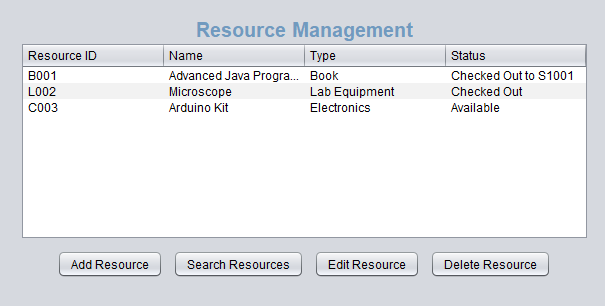 Resource Management
Resource ID Name Type Status
B001 Advanced Java Progra... Book Checked Out to S1001
L002 Microscope Lab Equipment Checked Out
C003 Arduino Kit Electronics Available
Add Resource Search Resources Edit Resource Delete Resource